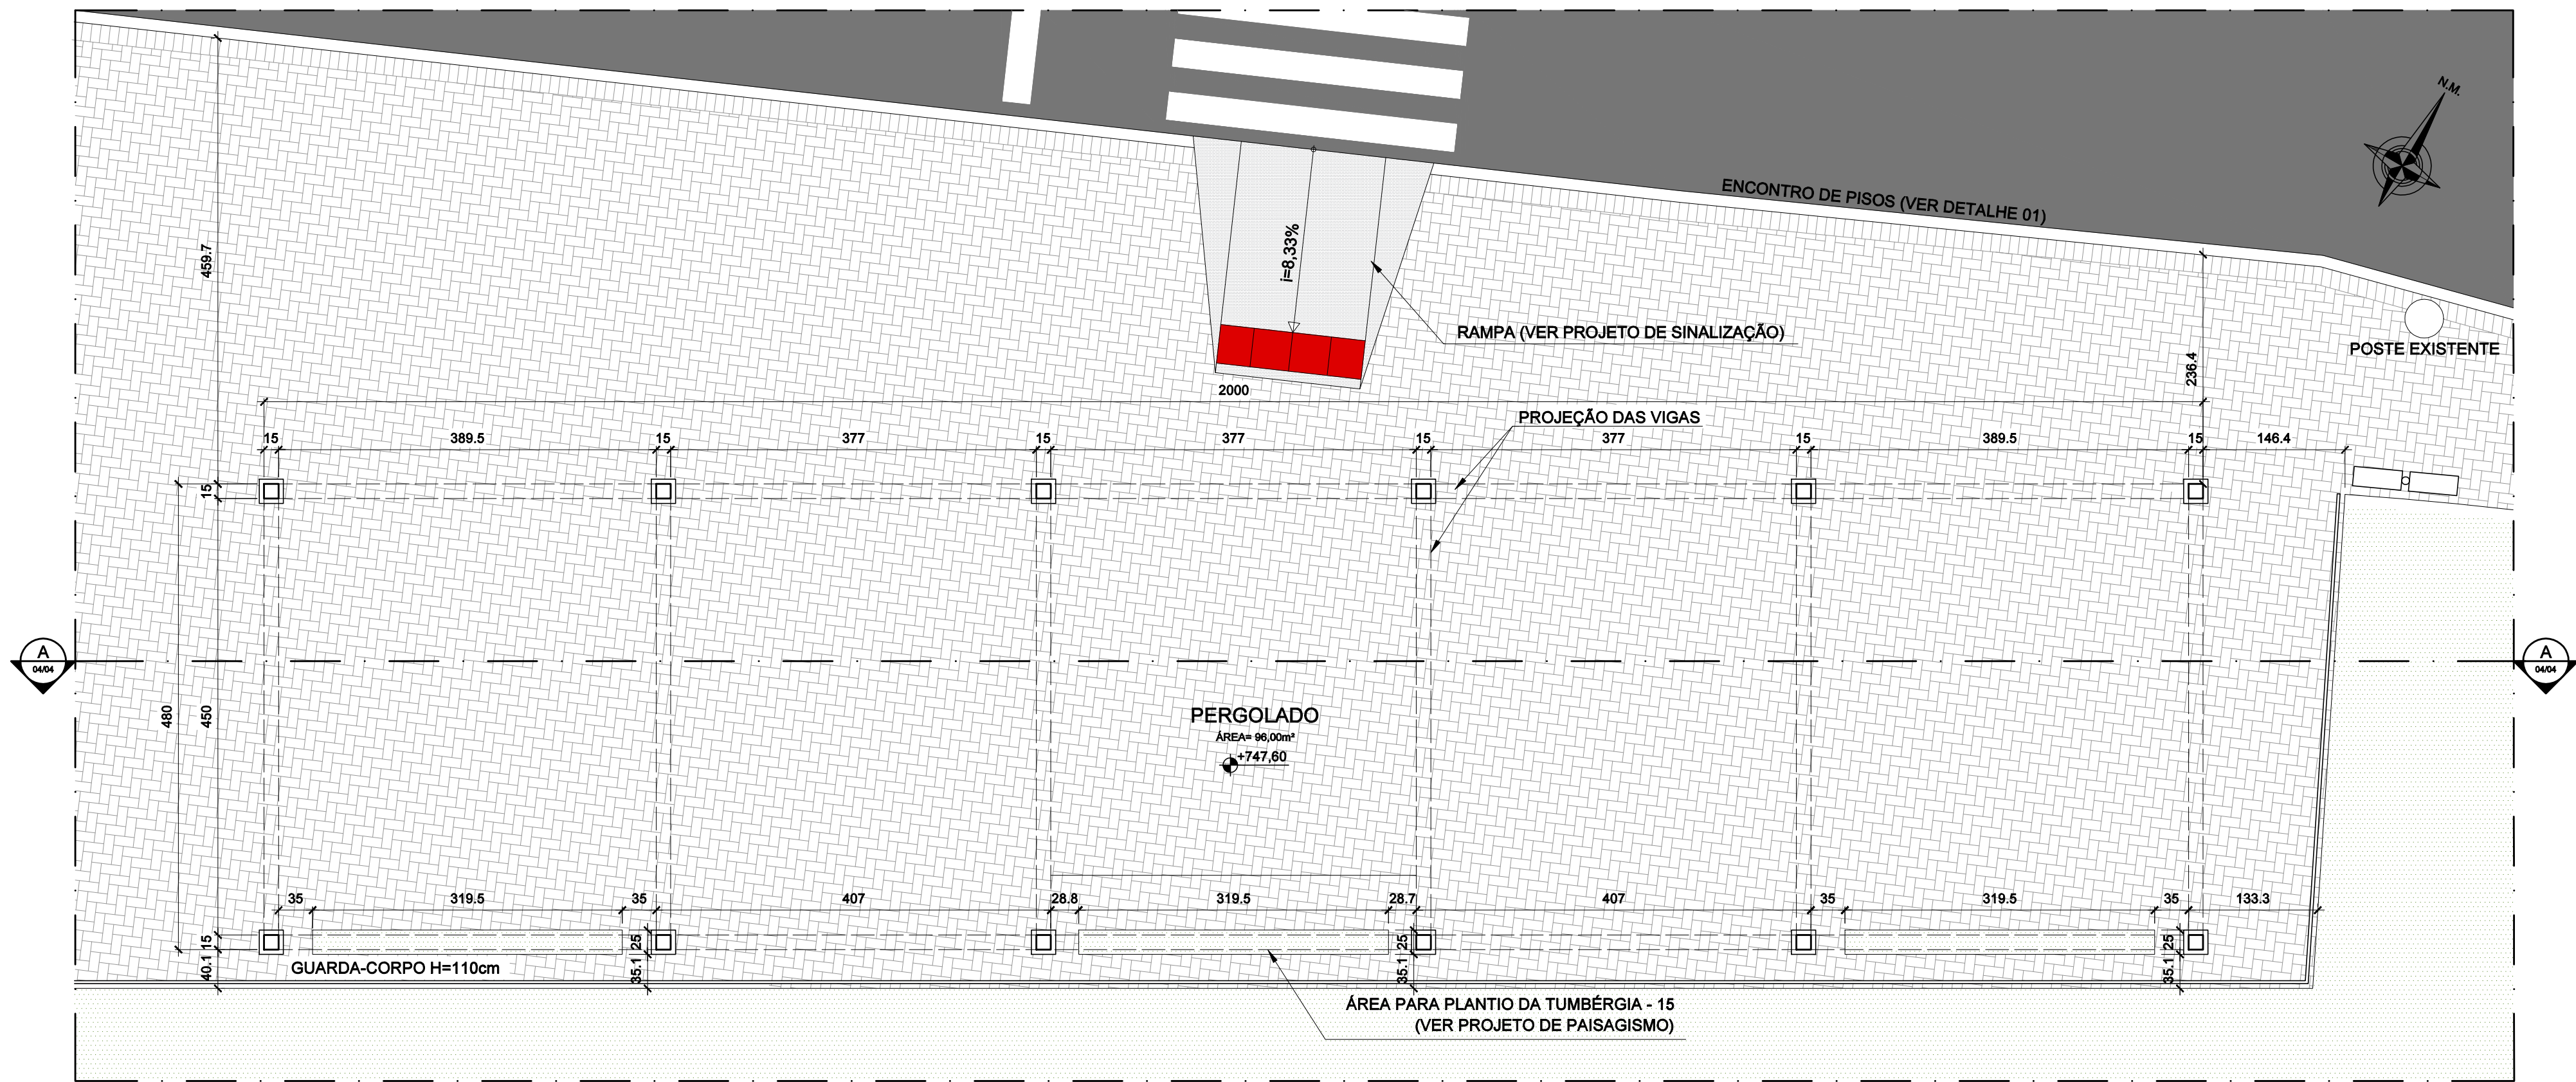 N.M.
ENCONTRO DE PISOS (VER DETALHE 01)
459.7
i=8,33%
RAMPA (VER PROJETO DE SINALIZAÇÃO)
POSTE EXISTENTE
236.4
2000
PROJEÇÃO DAS VIGAS
15 389.5 15 377 15 377 15 377 15 389.5 15 146.4
15
A
04/04
A
04/04
480
450
PERGOLADO
ÁREA= 96,00m²
+747,60
35 319.5 35 407 28.8 319.5 28.7 407 35 319.5 35 133.3
15
25
25
25
40.1
35.1
35.1
35.1
GUARDA-CORPO H=110cm
ÁREA PARA PLANTIO DA TUMBÉRGIA - 15
(VER PROJETO DE PAISAGISMO)